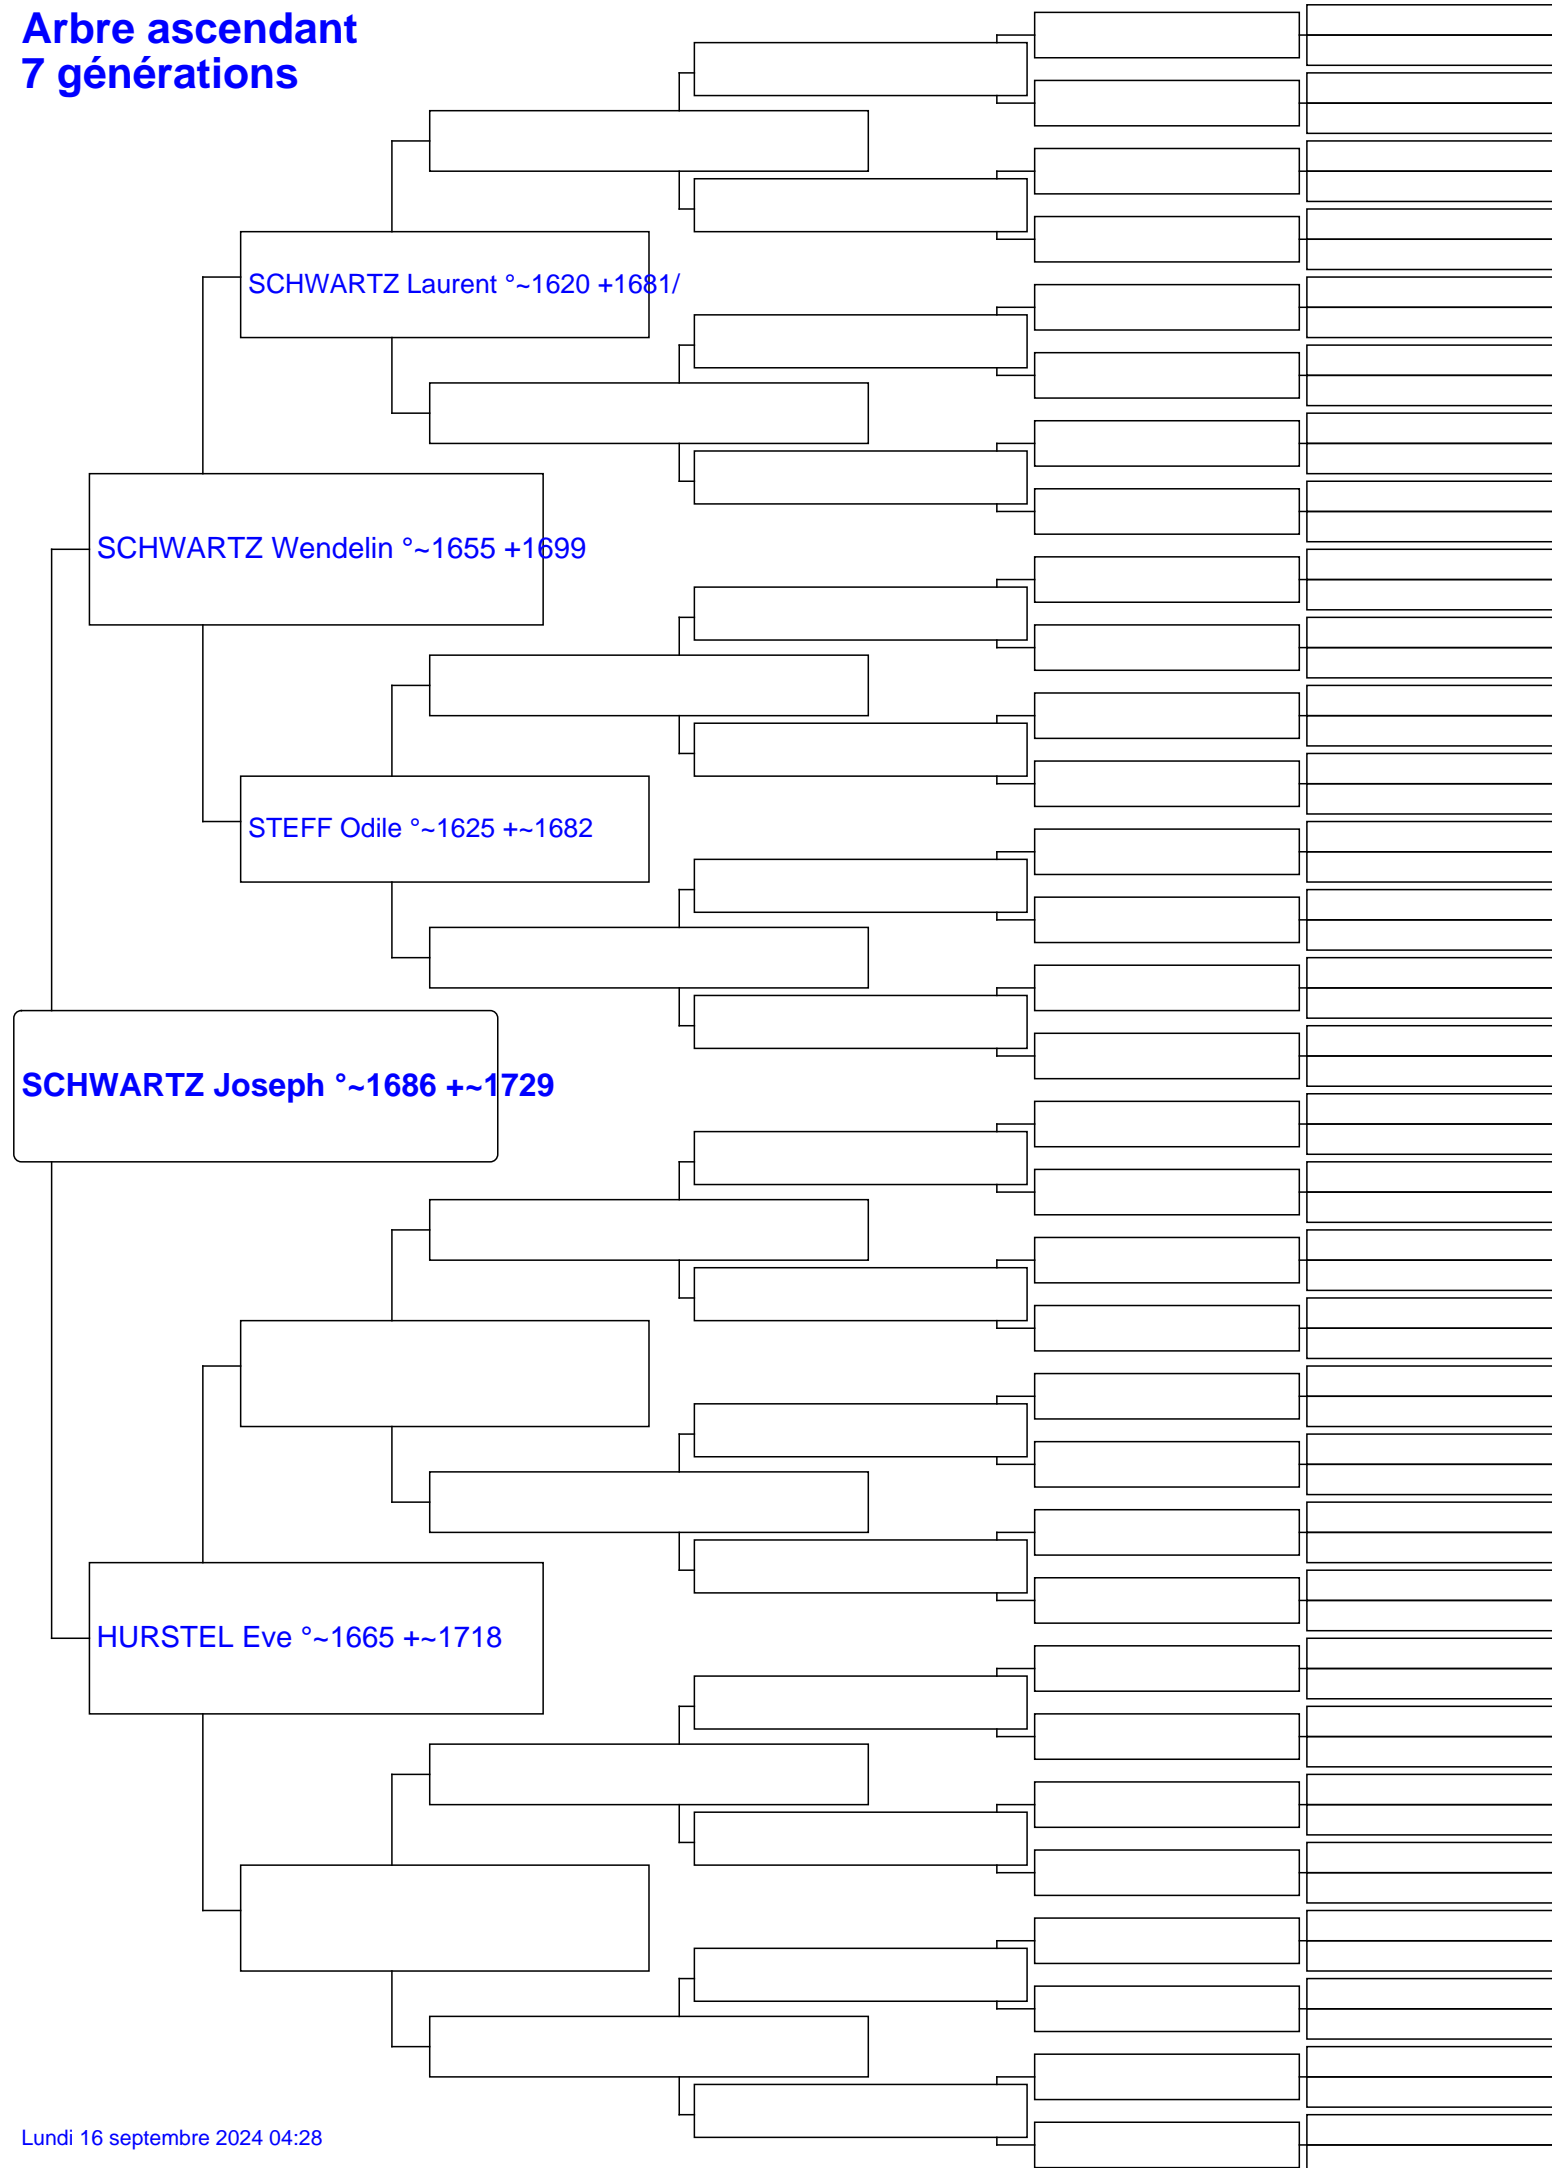 Arbre ascendant
7 générations
SCHWARTZ Laurent °~1620 +1681/
SCHWARTZ Wendelin °~1655 +1699
STEFF Odile °~1625 +~1682
SCHWARTZ Joseph °~1686 +~1729
HURSTEL Eve °~1665 +~1718
Lundi 16 septembre 2024 04:28